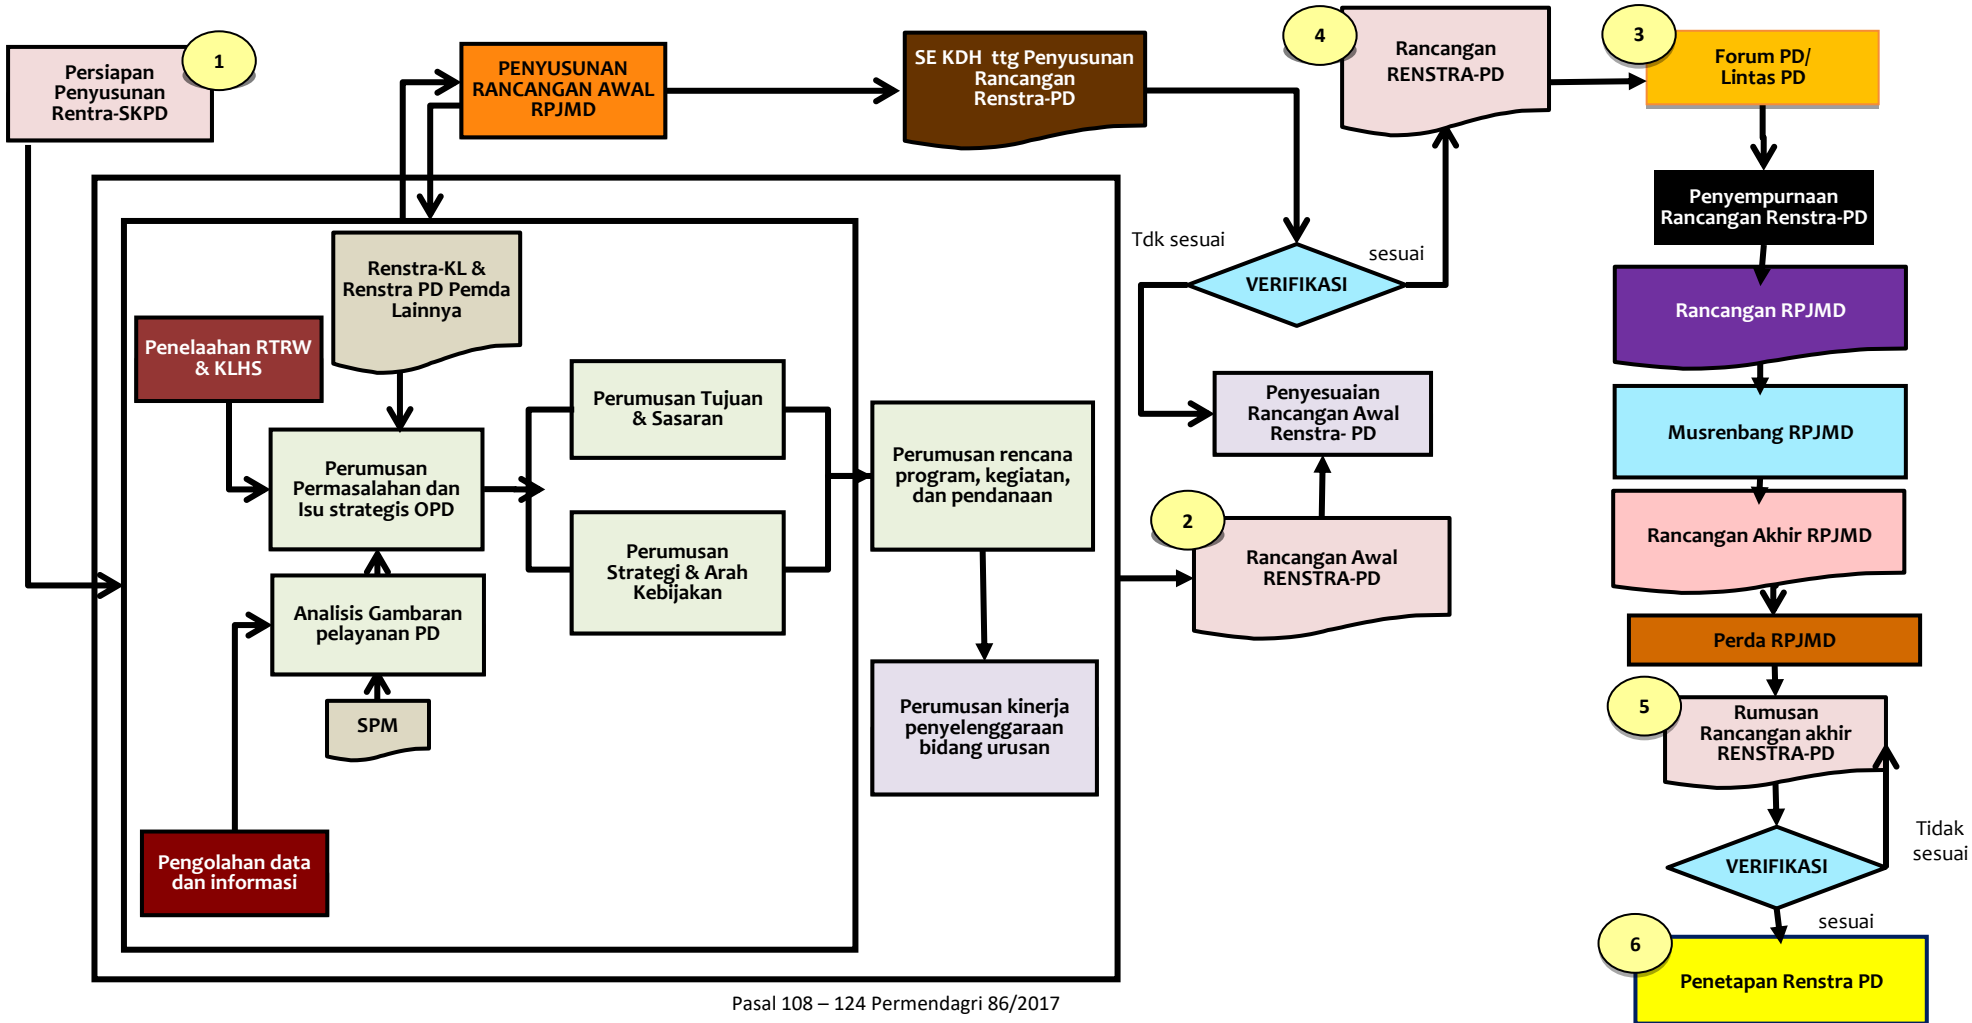 1
Persiapan
Penyusunan
Rentra-SKPD
PENYUSUNAN
RANCANGAN AWAL
RPJMD
SE KDH ttg Penyusunan
Rancangan
Renstra-PD
4
Rancangan
RENSTRA-PD
3
Forum PD/
Lintas PD
Penyempurnaan
Rancangan Renstra-PD
Tdk sesuai
sesuai
VERIFIKASI
Renstra-KL &
Renstra PD Pemda
Lainnya
Penelaahan RTRW
& KLHS
Perumusan Tujuan
& Sasaran
Perumusan
Permasalahan dan
Isu strategis OPD
Perumusan
Strategi & Arah
Kebijakan
Analisis Gambaran
pelayanan PD
SPM
Pengolahan data
dan informasi
Perumusan rencana
program, kegiatan,
dan pendanaan
Perumusan kinerja
penyelenggaraan
bidang urusan
Penyesuaian
Rancangan Awal
Renstra- PD
2
Rancangan Awal
RENSTRA-PD
Rancangan RPJMD
Musrenbang RPJMD
Rancangan Akhir RPJMD
Perda RPJMD
5
Rumusan
Rancangan akhir
RENSTRA-PD
Tidak
sesuai
VERIFIKASI
sesuai
6
Penetapan Renstra PD
Pasal 108 – 124 Permendagri 86/2017